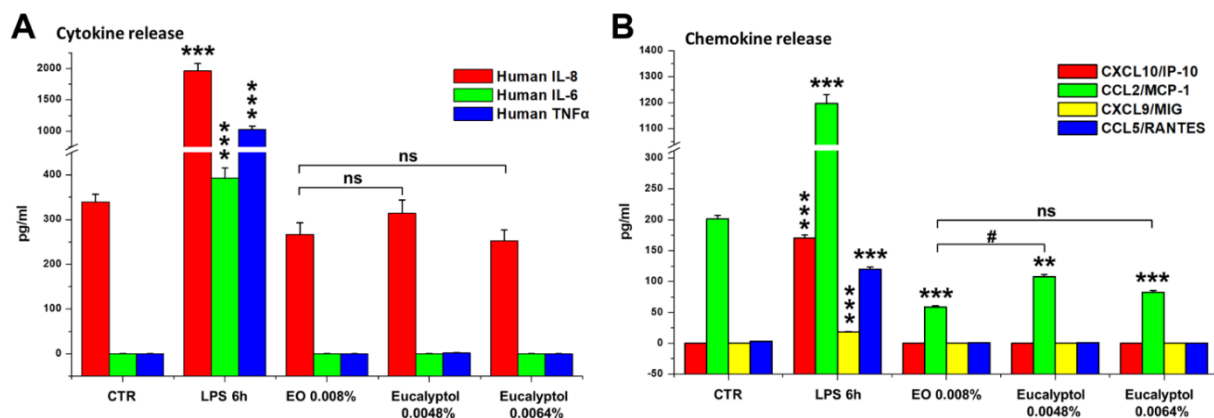 A
Cytokine release
Human IL-8
Human IL-6
Human TNFα
pg/ml
2000
1500
1000
400
300
200
100
0
***
***
***
ns
ns
CTR
LPS 6h
EO 0.008%
Eucalyptol
0.0048%
Eucalyptol
0.0064%
B
Chemokine release
CXCL10/IP-10
CCL2/MCP-1
CXCL9/MIG
CCL5/RANTES
pg/ml
1400
1300
1200
1100
300
250
200
150
100
50
0
-50
***
***
***
***
***
**
***
#
ns
CTR
LPS 6h
EO 0.008%
Eucalyptol
0.0048%
Eucalyptol
0.0064%